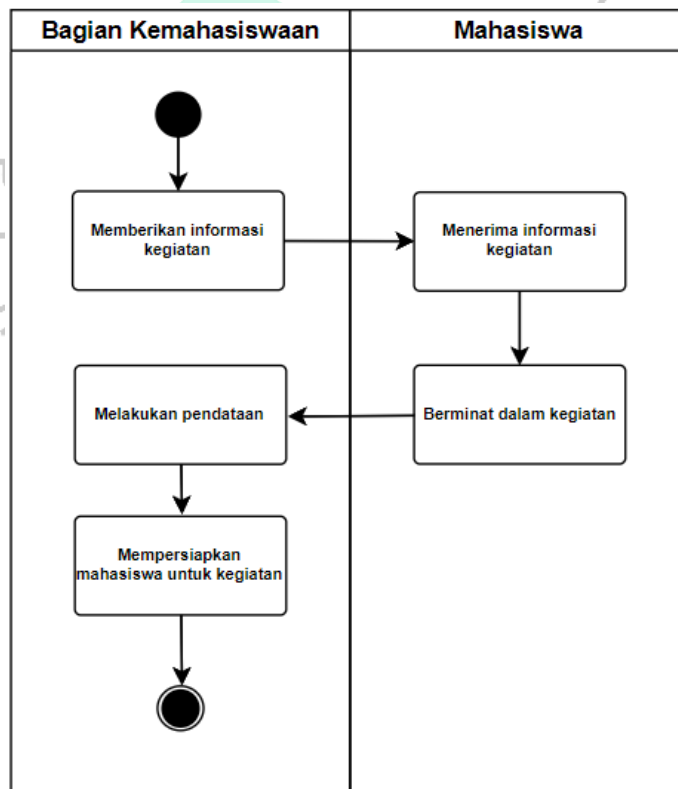 Bagian Kemahasiswaan
Mahasiswa
Memberikan informasi
kegiatan
Menerima informasi
kegiatan
Melakukan pendataan
Berminat dalam kegiatan
Mempersiapkan
mahasiswa untuk kegiatan